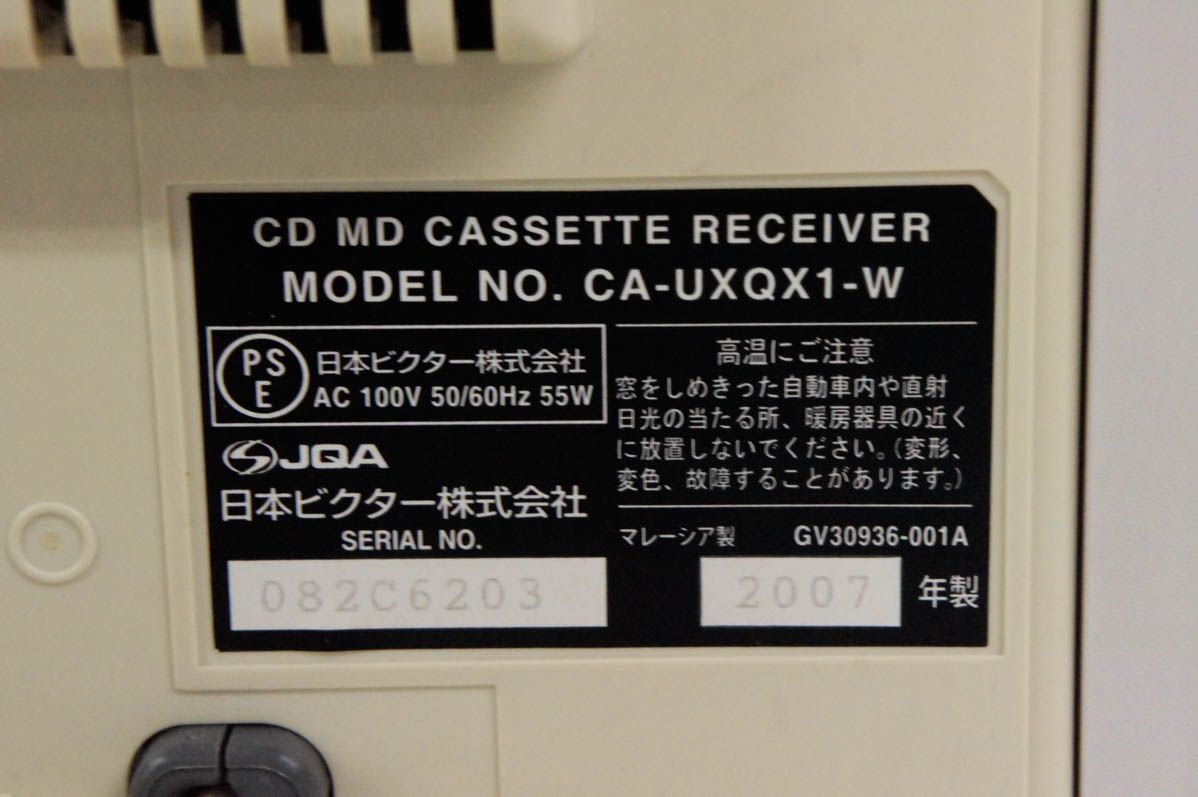 CD MD CASSETTE RECEIVER
MODEL NO. CA-UXQX1-W
PS
E
日本ビクター株式会社
AC 100V 50/60Hz 55W
JQA
日本ビクター株式会社
SERIAL NO.
082C6203
高温にご注意
窓をしめきった自動車内や直射
日光の当たる所、暖房器具の近く
に放置しないでください。(変形、
変色、故障することがあります。)
マレーシア製 GV30936-001A
2007 年製